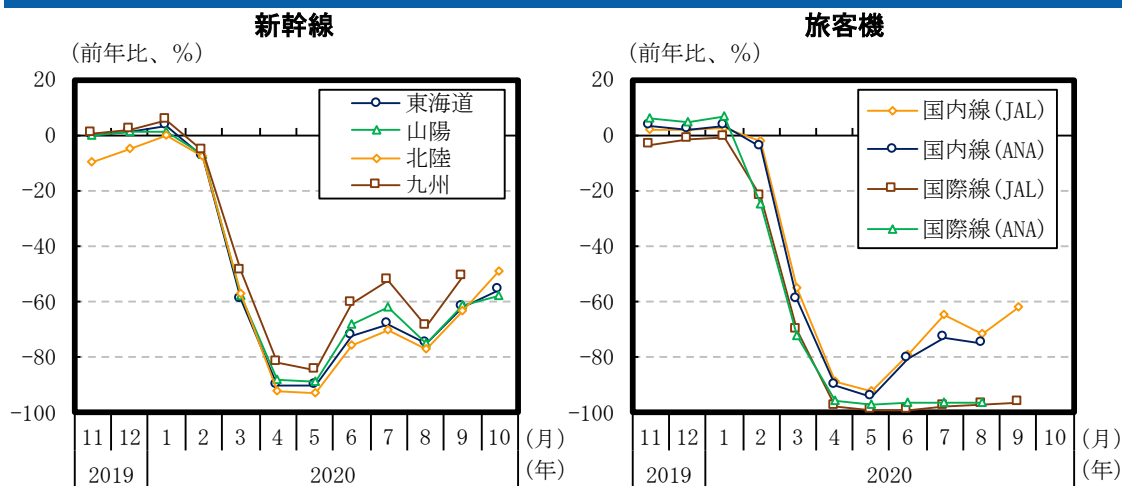 新幹線
(前年比、%)
20
0
-20
-40
-60
-80
-100
東海道
山陽
北陸
九州
11 12 1 2 3 4 5 6 7 8 9 10 (月)
2019 2020 (年)
旅客機
(前年比、%)
20
0
-20
-40
-60
-80
-100
国内線(JAL)
国内線(ANA)
国際線(JAL)
国際線(ANA)
11 12 1 2 3 4 5 6 7 8 9 10 (月)
2019 2020 (年)